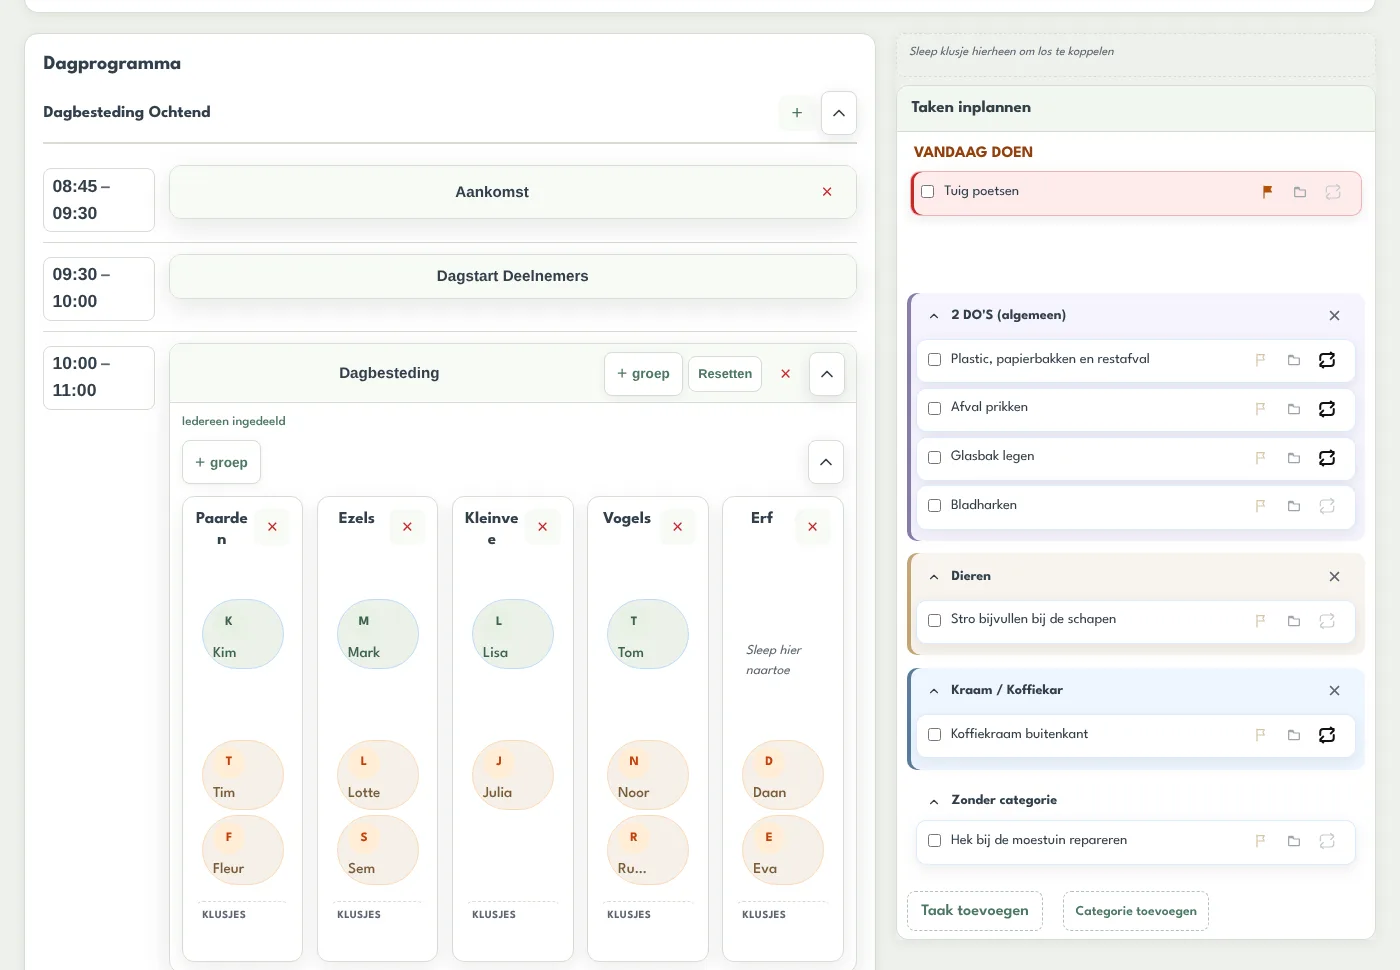 Dagprogramma
Dagbesteding Ochtend
+
08:45 –
09:30
Aankomst
09:30 –
10:00
Dagstart Deelnemers
10:00 –
11:00
Dagbesteding
+ groep
Resetten
Iedereen ingedeeld
+ groep
Paarde
n
Ezels
Kleinve
e
Vogels
Erf
K
Kim
M
Mark
L
Lisa
T
Tom
Sleep hier
naartoe
T
Tim
L
Lotte
J
Julia
N
Noor
D
Daan
F
Fleur
S
Sem
R
Ru...
E
Eva
KLUSJES
KLUSJES
KLUSJES
KLUSJES
KLUSJES
Sleep klusje hierheen om los te koppelen
Taken inplannen
VANDAAG DOEN
Tuig poetsen
2 DO'S (algemeen)
Plastic, papierbakken en restafval
Afval prikken
Glasbak legen
Bladharken
Dieren
Stro bijvullen bij de schapen
Kraam / Koffiekar
Koffiekraam buitenkant
Zonder categorie
Hek bij de moestuin repareren
Taak toevoegen
Categorie toevoegen